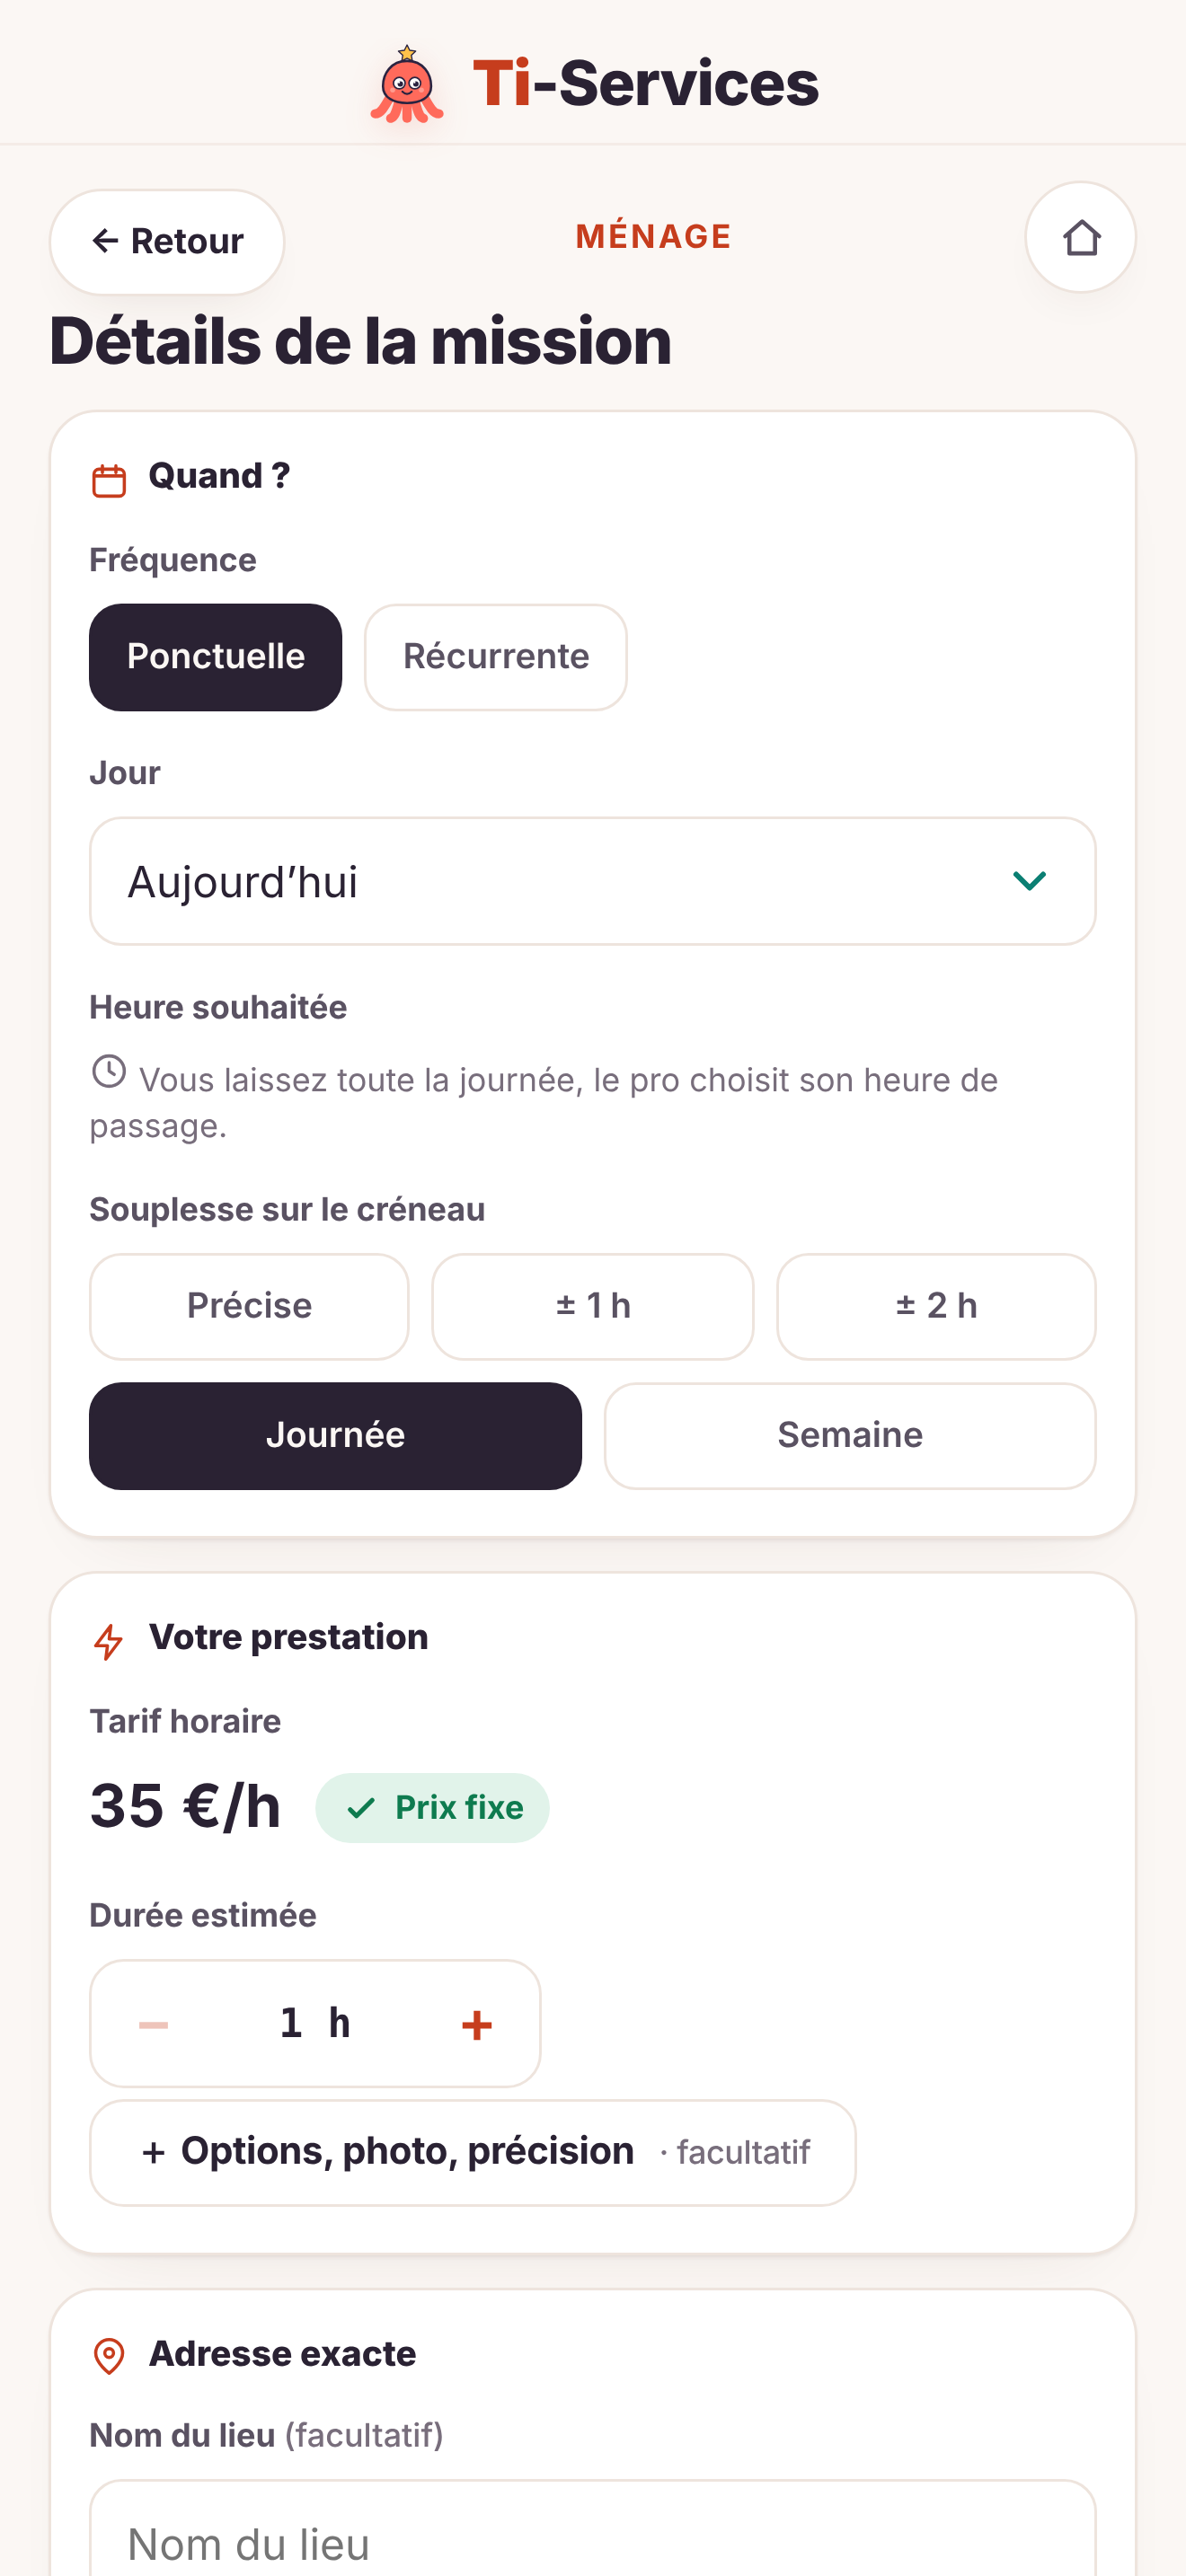 Ti-Services
← Retour
MÉNAGE
Détails de la mission
Quand ?
Fréquence
Ponctuelle
Récurrente
Jour
Aujourd’hui
Heure souhaitée
Vous laissez toute la journée, le pro choisit son heure de
passage.
Souplesse sur le créneau
Précise
± 1 h
± 2 h
Journée
Semaine
Votre prestation
Tarif horaire
35 €/h
Prix fixe
Durée estimée
− 1 h +
+ Options, photo, précision · facultatif
Adresse exacte
Nom du lieu (facultatif)
Nom du lieu